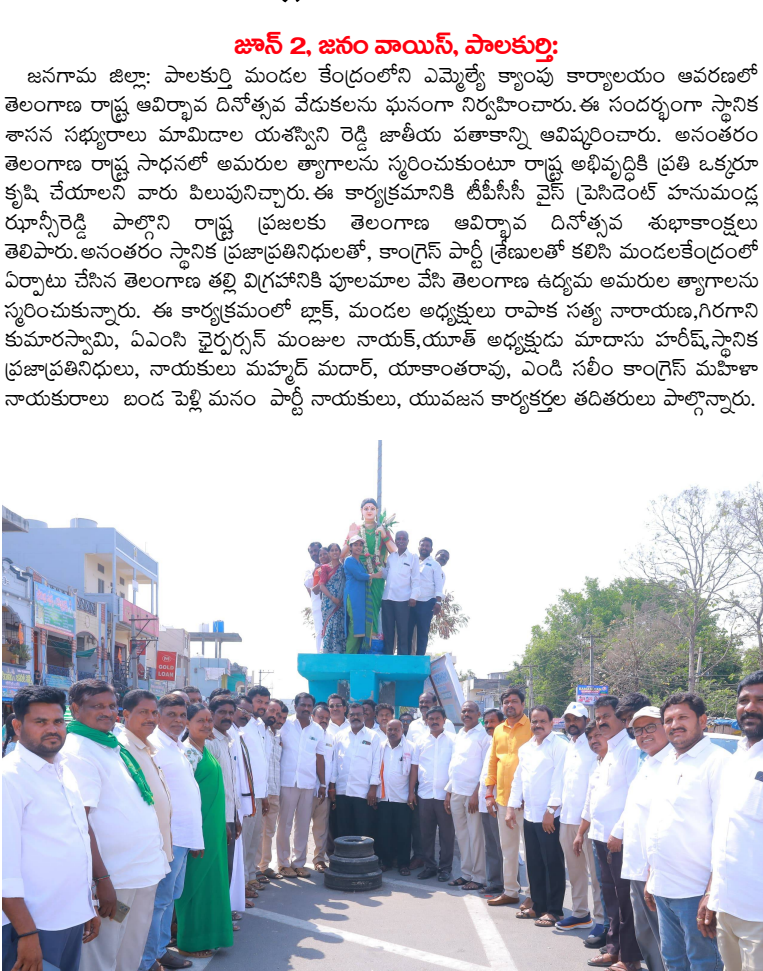 జూన్ 2, జనం వాయిస్, పాలకుర్తి:
జనగామ జిల్లా: పాలకుర్తి మండల కేంద్రంలోని ఎమ్మెల్యే క్యాంపు కార్యాలయం ఆవరణలో
తెలంగాణ రాష్ట్ర ఆవిర్భావ దినోత్సవ వేడుకలను ఘనంగా నిర్వహించారు.ఈ సందర్భంగా స్థానిక
శాసన సభ్యురాలు మామిడాల యశస్విని రెడ్డి జాతీయ పతాకాన్ని ఆవిష్కరించారు. అనంతరం
తెలంగాణ రాష్ట్ర సాధనలో అమరుల త్యాగాలను స్మరించుకుంటూ రాష్ట్ర అభివృద్ధికి ప్రతి ఒక్కరూ
కృషి చేయాలని వారు పిలుపునిచ్చారు.ఈ కార్యక్రమానికి టీపీసీసీ వైస్ ప్రెసిడెంట్ హనుమండ్ల
ఝాన్సీరెడ్డి పాల్గొని రాష్ట్ర ప్రజలకు తెలంగాణ ఆవిర్భావ దినోత్సవ శుభాకాంక్షలు
తెలిపారు.అనంతరం స్థానిక ప్రజాప్రతినిధులతో, కాంగ్రెస్ పార్టీ శ్రేణులతో కలిసి మండలకేంద్రంలో
ఏర్పాటు చేసిన తెలంగాణ తల్లి విగ్రహానికి పూలమాల వేసి తెలంగాణ ఉద్యమ అమరుల త్యాగాలను
స్మరించుకున్నారు. ఈ కార్యక్రమంలో బ్లాక్, మండల అధ్యక్షులు రాపాక సత్య నారాయణ,గిరగాని
కుమారస్వామి, ఏఎంసి ఛైర్పర్సన్ మంజుల నాయక్,యూత్ అధ్యక్షుడు మాదాసు హరీష్,స్థానిక
ప్రజాప్రతినిధులు, నాయకులు మహ్మద్ మదార్, యాకాంతరావు, ఎండి సలీం కాంగ్రెస్ మహిళా
నాయకురాలు బండ పెళ్లి మనం పార్టీ నాయకులు, యువజన కార్యకర్తల తదితరులు పాల్గొన్నారు.
GOLD
LOAN